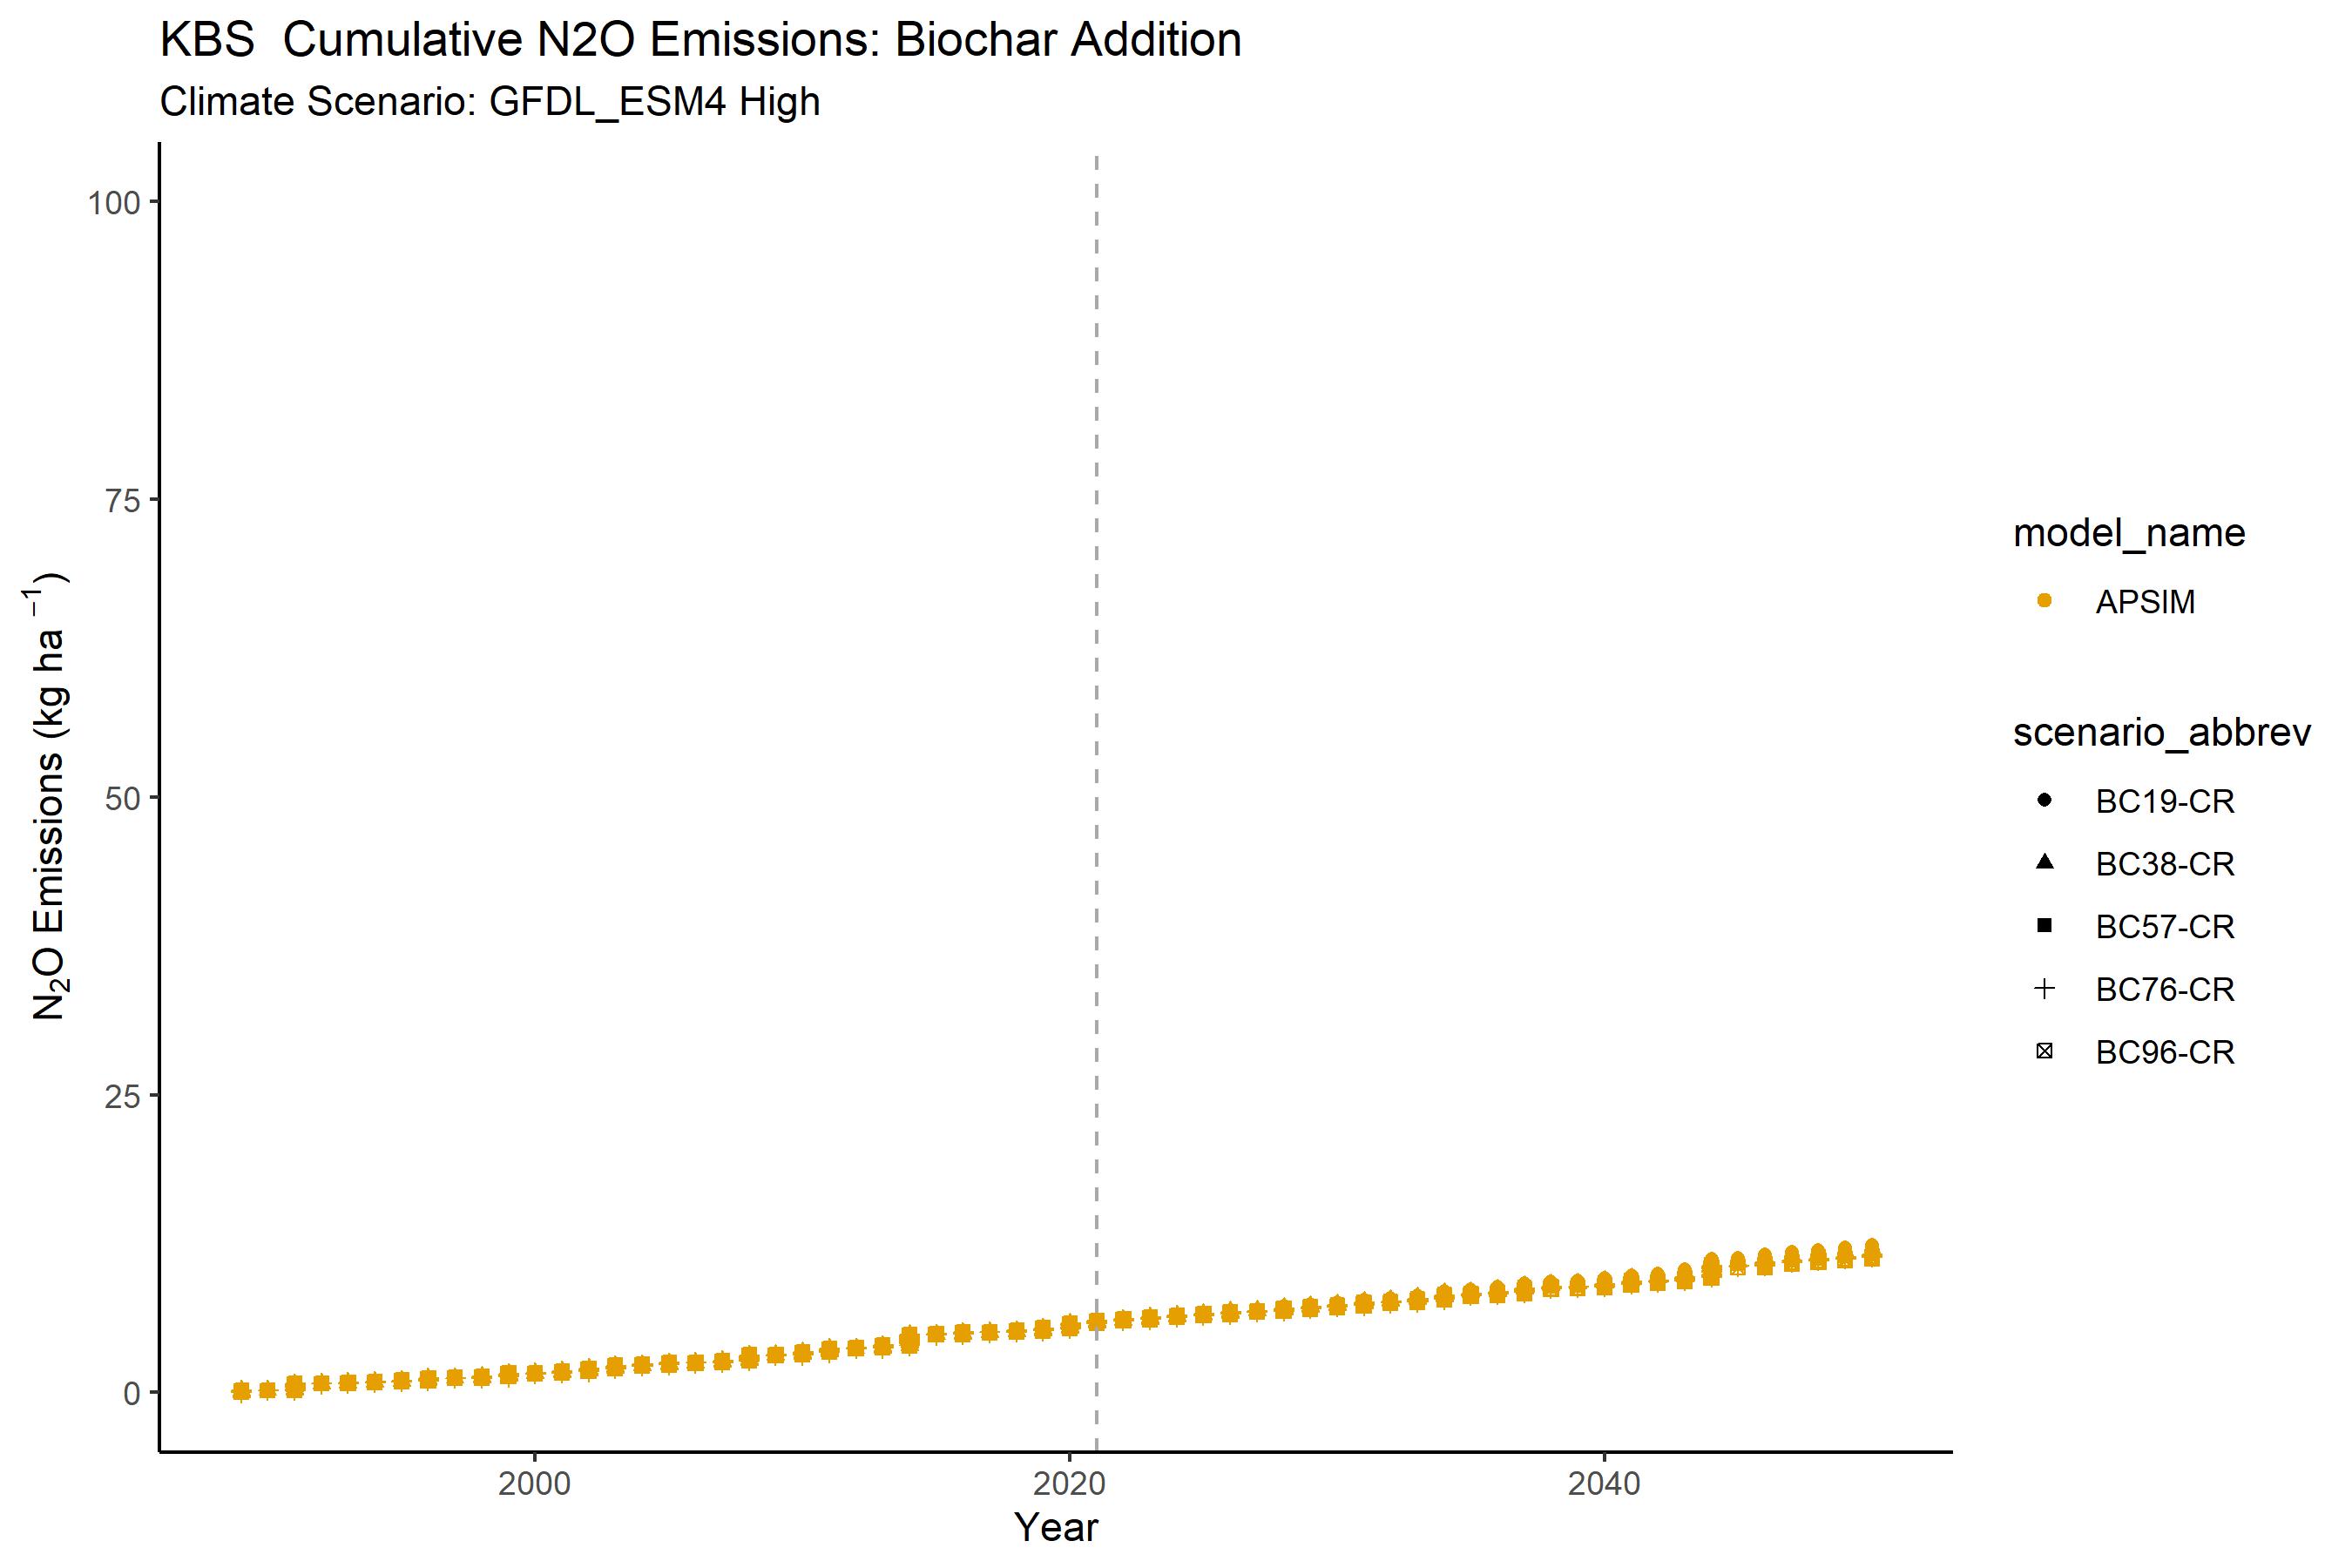 KBS  Cumulative N2O Emissions: Biochar Addition
Climate Scenario: GFDL_ESM4 High
N₂O Emissions (kg ha ⁻¹)
100
75
50
25
0
2000
2020
2040
Year
model_name
APSIM
scenario_abbrev
BC19-CR
BC38-CR
BC57-CR
BC76-CR
BC96-CR